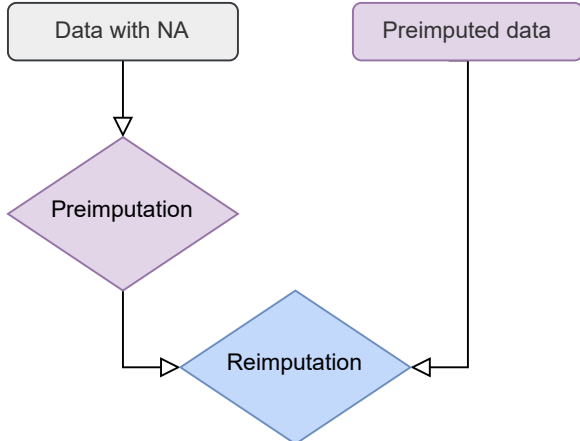 Data with NA
Preimputed data
Preimputation
Reimputation